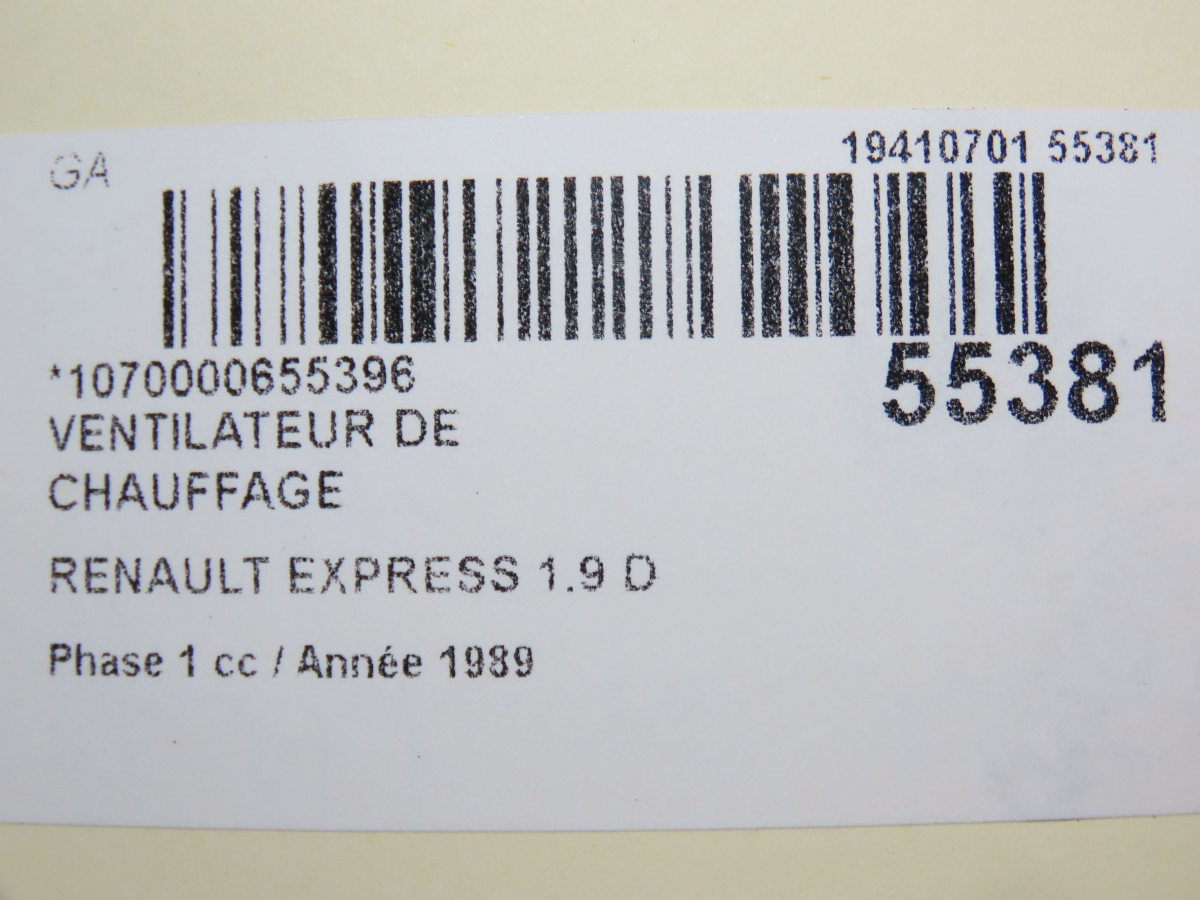 GA
19410701 55381
*1070000655396
55381
VENTILATEUR DE
CHAUFFAGE
RENAULT EXPRESS 1.9 D
Phase 1 cc / Année 1989